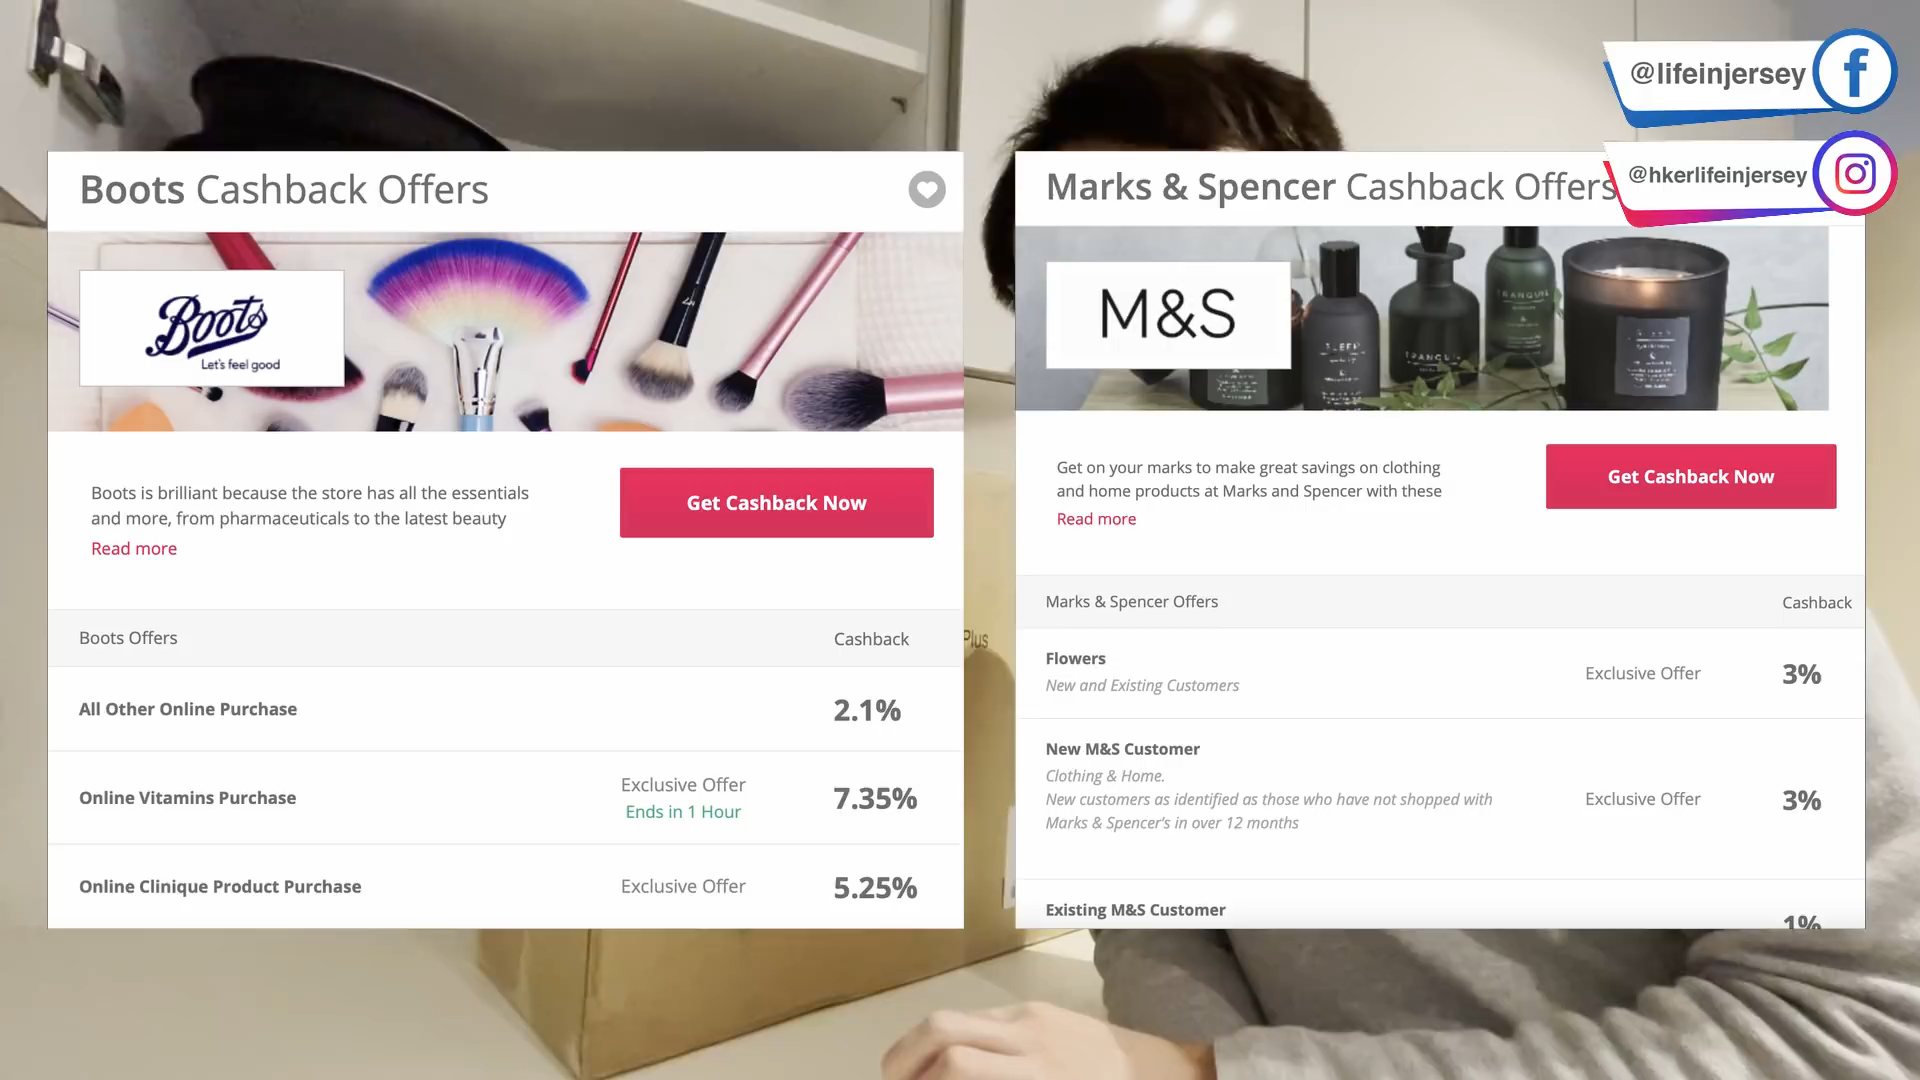 @lifeinjersey
@hkerlifeinjersey
Boots Cashback Offers
Boots
Let's feel good
Boots is brilliant because the store has all the essentials
and more, from pharmaceuticals to the latest beauty
Read more
Get Cashback Now
Boots Offers
Cashback
All Other Online Purchase
2.1%
Online Vitamins Purchase
Exclusive Offer
Ends in 1 Hour
7.35%
Online Clinique Product Purchase
Exclusive Offer
5.25%
Plus
Marks & Spencer Cashback Offers
M&S
SLEEP
TRANQUIL
TRANQUIL
Get on your marks to make great savings on clothing
and home products at Marks and Spencer with these
Read more
Get Cashback Now
Marks & Spencer Offers
Cashback
Flowers
New and Existing Customers
Exclusive Offer
3%
New M&S Customer
Clothing & Home.
New customers as identified as those who have not shopped with
Marks & Spencer's in over 12 months
Exclusive Offer
3%
Existing M&S Customer
1%